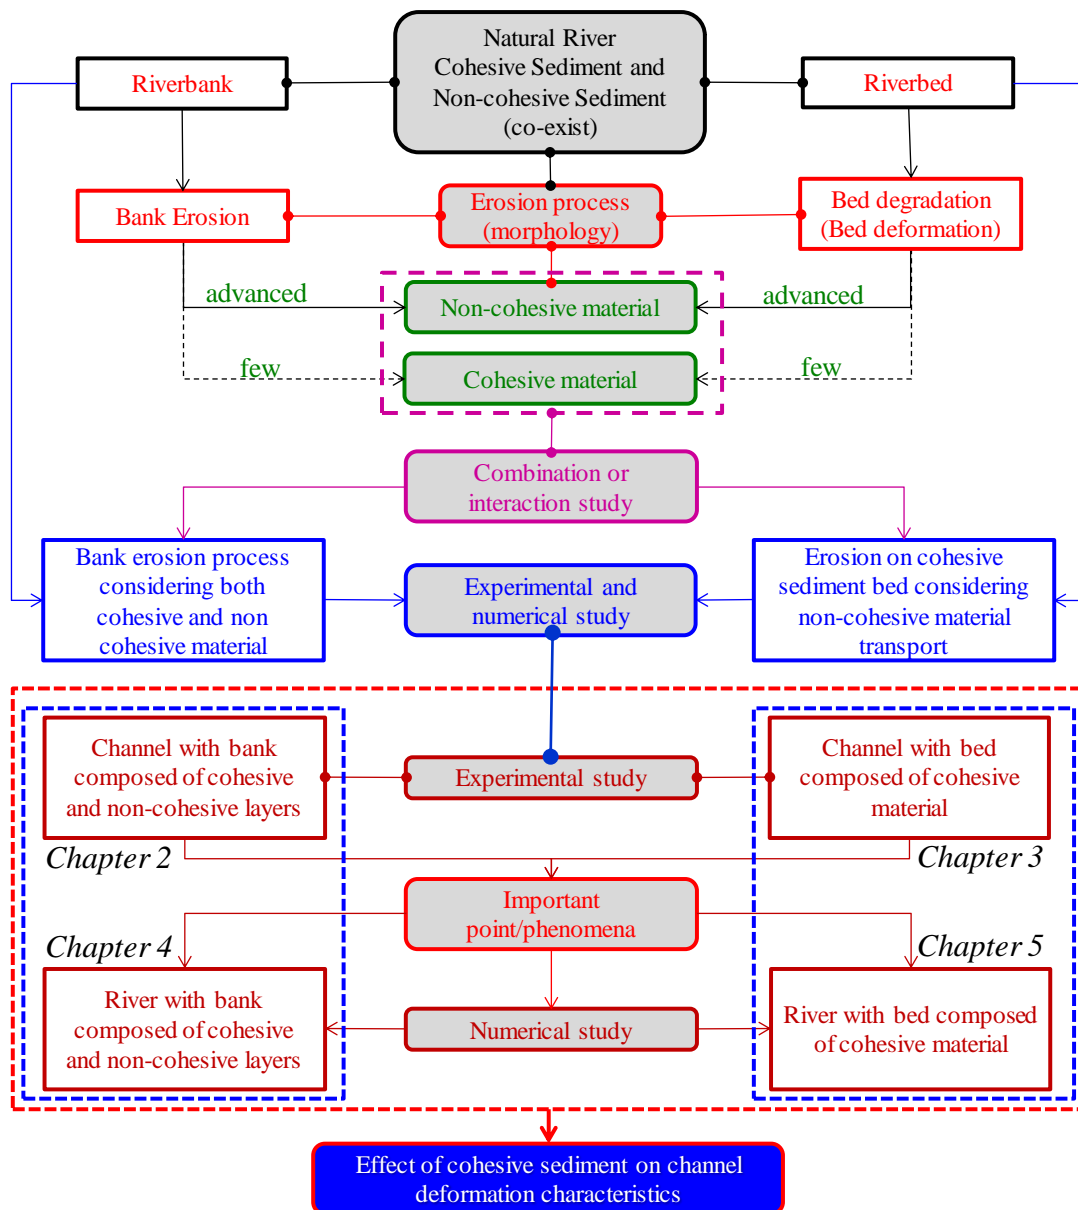 Natural River
Cohesive Sediment and
Non-cohesive Sediment
(co-exist)
Riverbank
Riverbed
Bank Erosion
Erosion process
(morphology)
Bed degradation
(Bed deformation)
advanced
Non-cohesive material
advanced
few
Cohesive material
few
Combination or
interaction study
Bank erosion process
considering both
cohesive and non
cohesive material
Experimental and
numerical study
Erosion on cohesive
sediment bed considering
non-cohesive material
transport
Channel with bank
composed of cohesive
and non-cohesive layers
Experimental study
Channel with bed
composed of cohesive
material
Chapter 2
Chapter 3
Important
point/phenomena
Chapter 4
Chapter 5
River with bank
composed of cohesive
and non-cohesive layers
Numerical study
River with bed composed
of cohesive material
Effect of cohesive sediment on channel
deformation characteristics